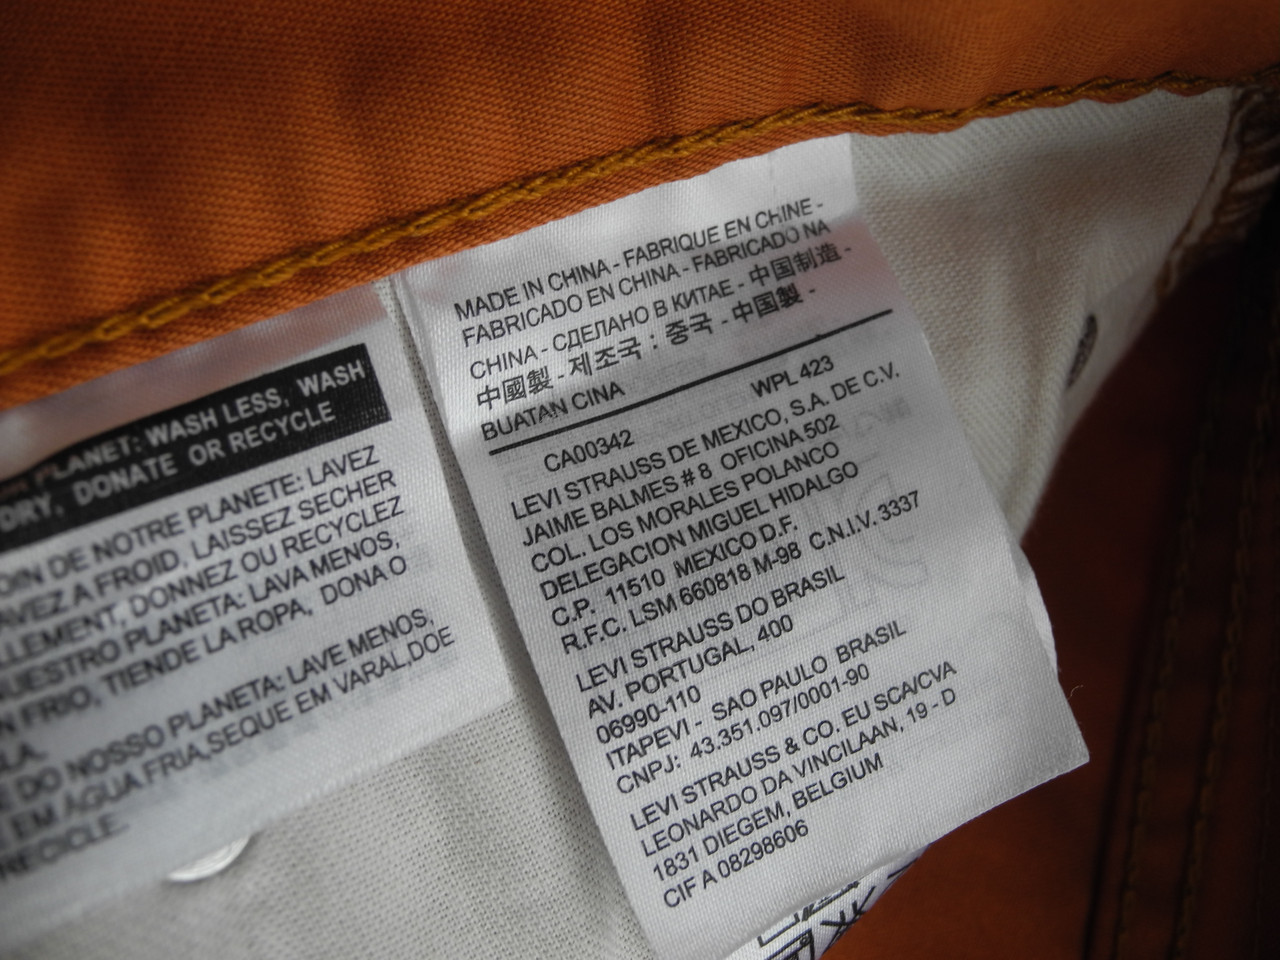 PLANET: WASH LESS, WASH
DRY, DONATE OR RECYCLE
DE NOTRE PLANETE: LAVEZ
A FROID, LAISSEZ SECHER
DONNEZ OU RECYCLEZ
PLANETA: LAVA MENOS,
FRIO, TIENDE LA ROPA, DONA O
DO NOSSO PLANETA: LAVE MENOS,
EM ÁGUA FRIA,SEQUE EM VARAL,DOE
RECICLE.
MADE IN CHINA - FABRIQUE EN CHINE -
FABRICADO EN CHINA - FABRICADO NA
CHINA - СДЕЛАНО В КИТАЕ - 中国制造 -
中國製 - 제조국 : 중국 - 中国製 -
BUATAN CINA
WPL 423
CA00342
LEVI STRAUSS DE MEXICO, S.A. DE C.V.
JAIME BALMES # 8 OFICINA 502
COL. LOS MORALES POLANCO
DELEGACION MIGUEL HIDALGO
C.P. 11510 MEXICO D.F.
R.F.C. LSM 660818 M-98 C.N.I.V. 3337
LEVI STRAUSS DO BRASIL
AV. PORTUGAL, 400
06990-110
ITAPEVI - SAO PAULO BRASIL
CNPJ: 43.351.097/0001-90
LEVI STRAUSS & CO. EU SCA/CVA
LEONARDO DA VINCILAAN, 19 - D
1831 DIEGEM, BELGIUM
CIF A 08298606